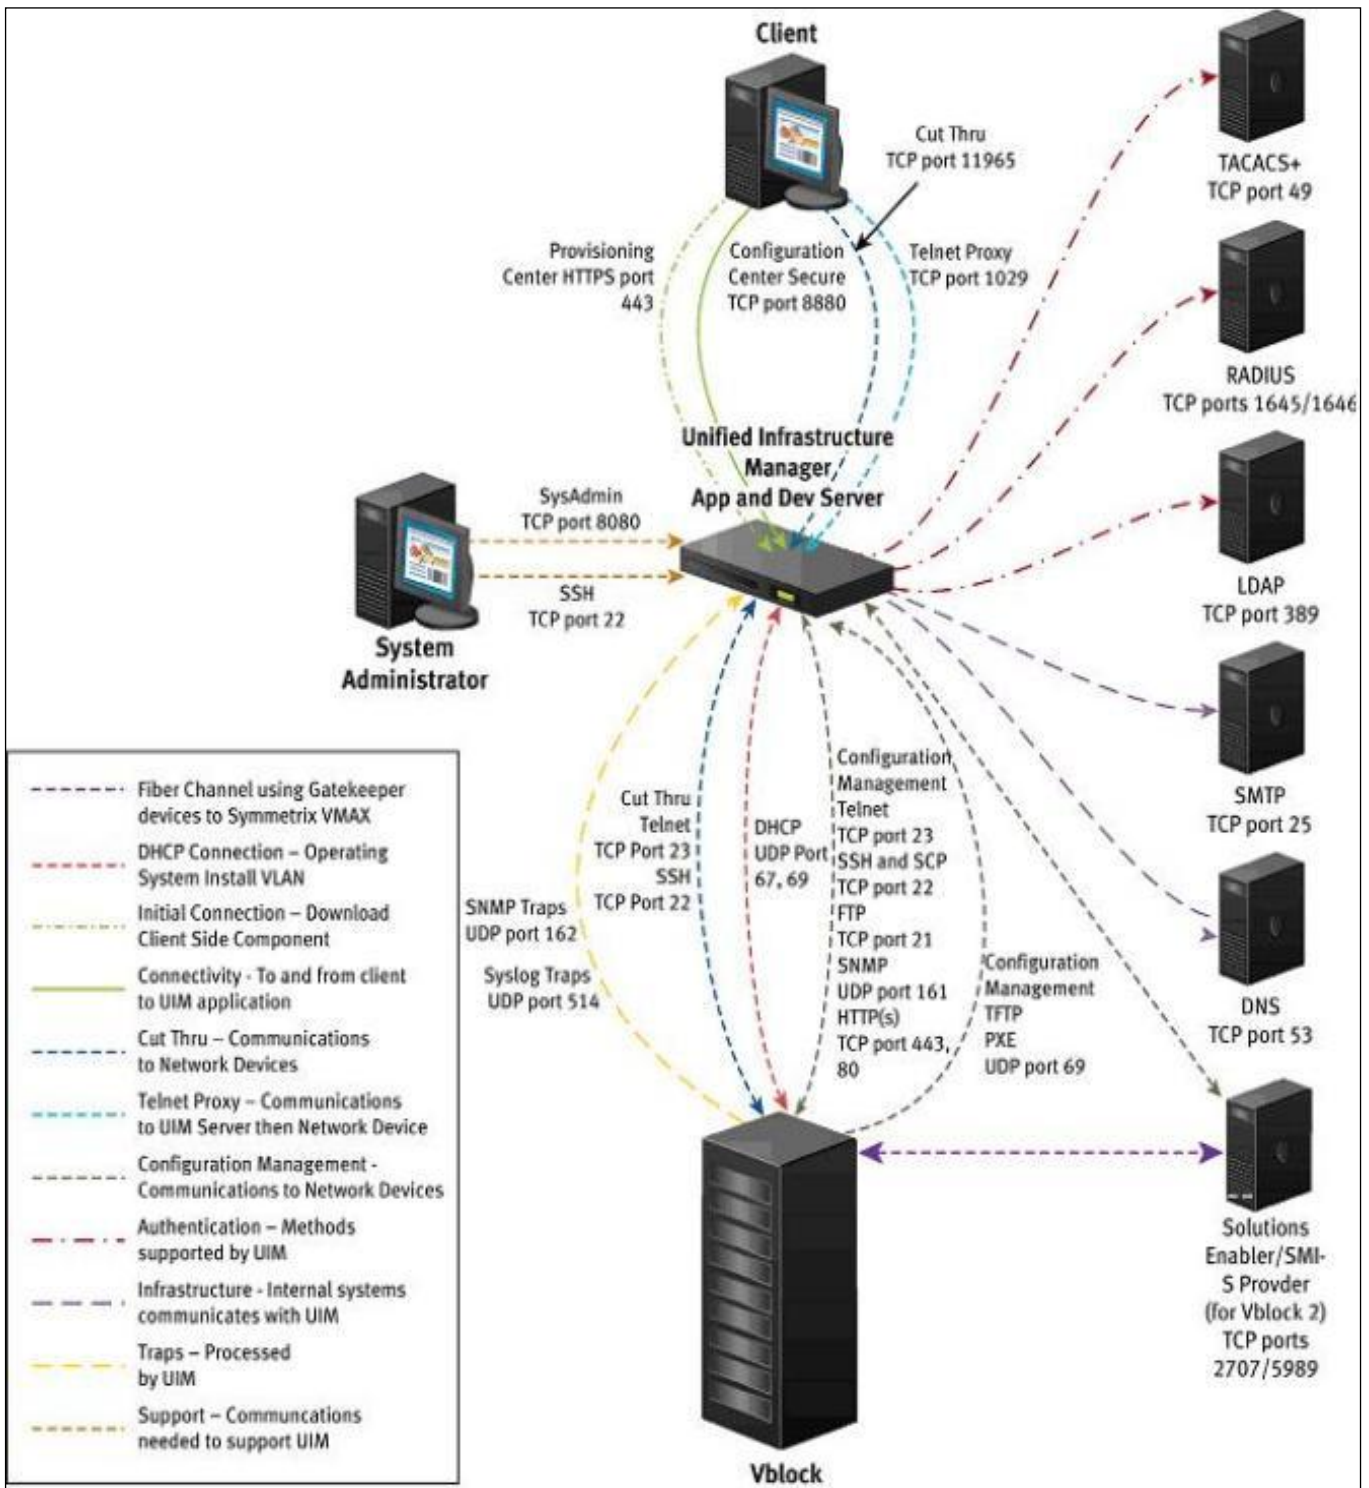 Client
Cut Thru
TCP port 11965
Provisioning
Center HTTPS port
443
Configuration
Center Secure
TCP port 8880
Telnet Proxy
TCP port 1029
TACACS+
TCP port 49
RADIUS
TCP ports 1645/1646
Unified Infrastructure
Manager
App and Dev Server
SysAdmin
TCP port 8080
SSH
TCP port 22
System
Administrator
LDAP
TCP port 389
SMTP
TCP port 25
DNS
TCP port 53
SNMP Traps
UDP port 162
Syslog Traps
UDP port 514
Cut Thru
Telnet
TCP Port 23
SSH
TCP Port 22
DHCP
UDP Port
67, 69
Configuration
Management
Telnet
TCP port 23
SSH and SCP
TCP port 22
FTP
TCP port 21
SNMP
UDP port 161
HTTP(s)
TCP port 443,
80
Configuration
Management
TFTP
PXE
UDP port 69
Solutions
Enabler/SMI-
S Provder
(for Vblock 2)
TCP ports
2707/5989
Vblock
Fiber Channel using Gatekeeper
devices to Symmetrix VMAX
DHCP Connection – Operating
System Install VLAN
Initial Connection – Download
Client Side Component
Connectivity - To and from client
to UIM application
Cut Thru – Communications
to Network Devices
Telnet Proxy – Communications
to UIM Server then Network Device
Configuration Management -
Communications to Network Devices
Authentication – Methods
supported by UIM
Infrastructure - Internal systems
communicates with UIM
Traps – Processed
by UIM
Support – Communcations
needed to support UIM